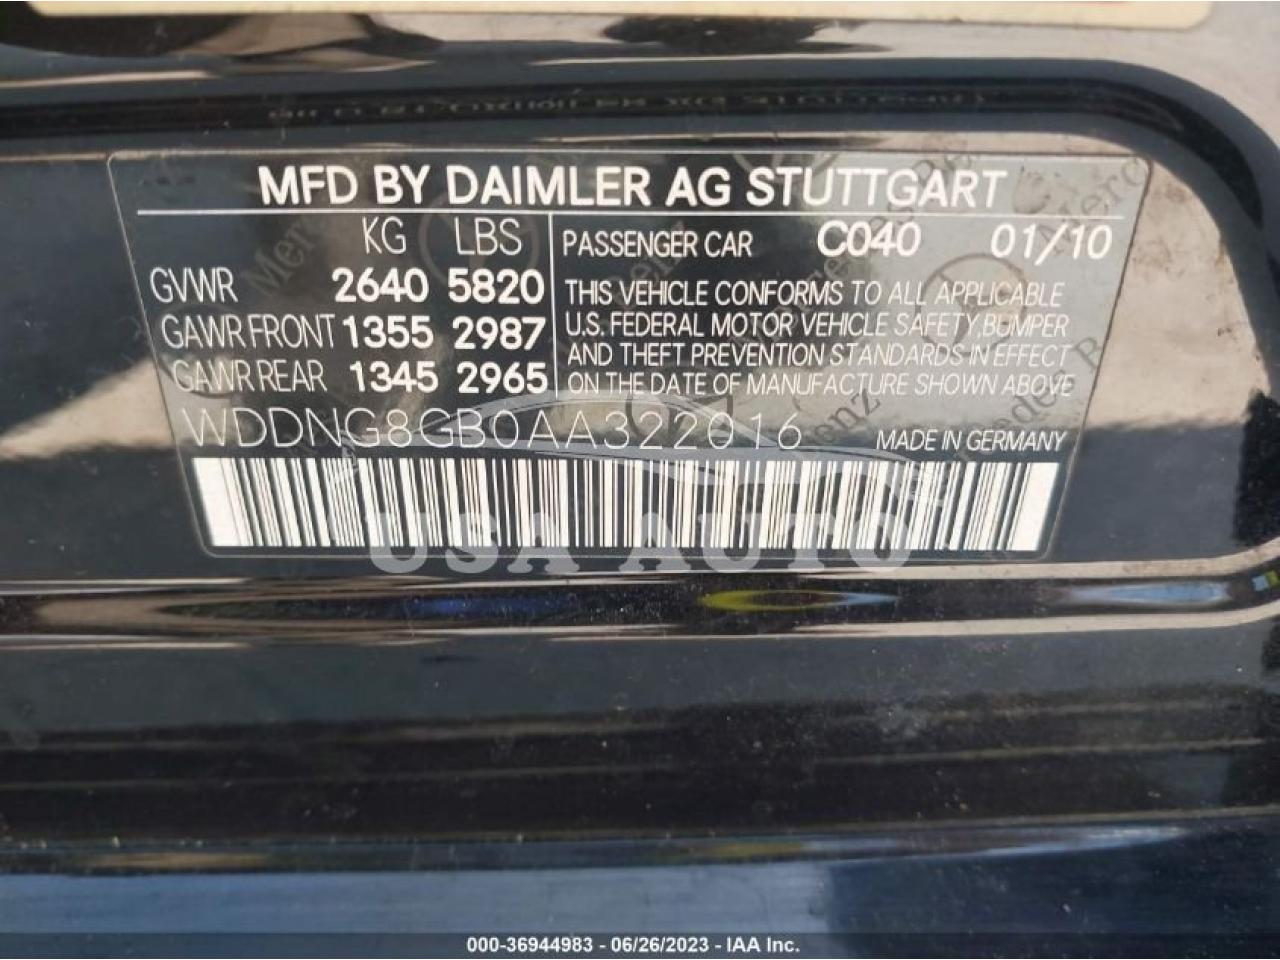 MFD BY DAIMLER AG STUTTGART
KG LBS PASSENGER CAR C040 01/10
GVWR 2640 5820
GAWR FRONT 1355 2987
GAWR REAR 1345 2965
THIS VEHICLE CONFORMS TO ALL APPLICABLE
U.S. FEDERAL MOTOR VEHICLE SAFETY, BUMPER
AND THEFT PREVENTION STANDARDS IN EFFECT
ON THE DATE OF MANUFACTURE SHOWN ABOVE
WDDNG8GB0AA322016 MADE IN GERMANY
USA AUTO
000-36944983 - 06/26/2023 - IAA Inc.